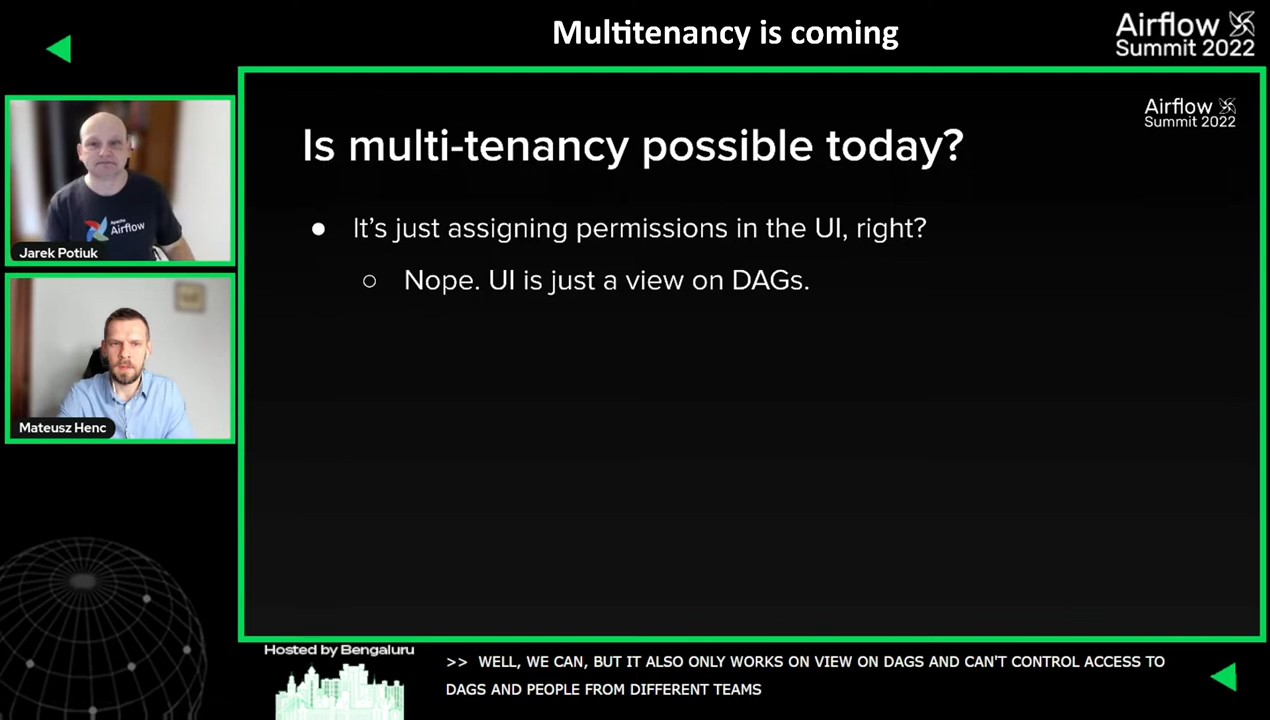 Multitenancy is coming
Airflow
Summit 2022
Airflow
Summit 2022
Is multi-tenancy possible today?
● It’s just assigning permissions in the UI, right?
○ Nope. UI is just a view on DAGs.
Apache
Airflow
Jarek Potiuk
Mateusz Henc
Hosted by Bengaluru
>> WELL, WE CAN, BUT IT ALSO ONLY WORKS ON VIEW ON DAGS AND CAN'T CONTROL ACCESS TO
DAGS AND PEOPLE FROM DIFFERENT TEAMS